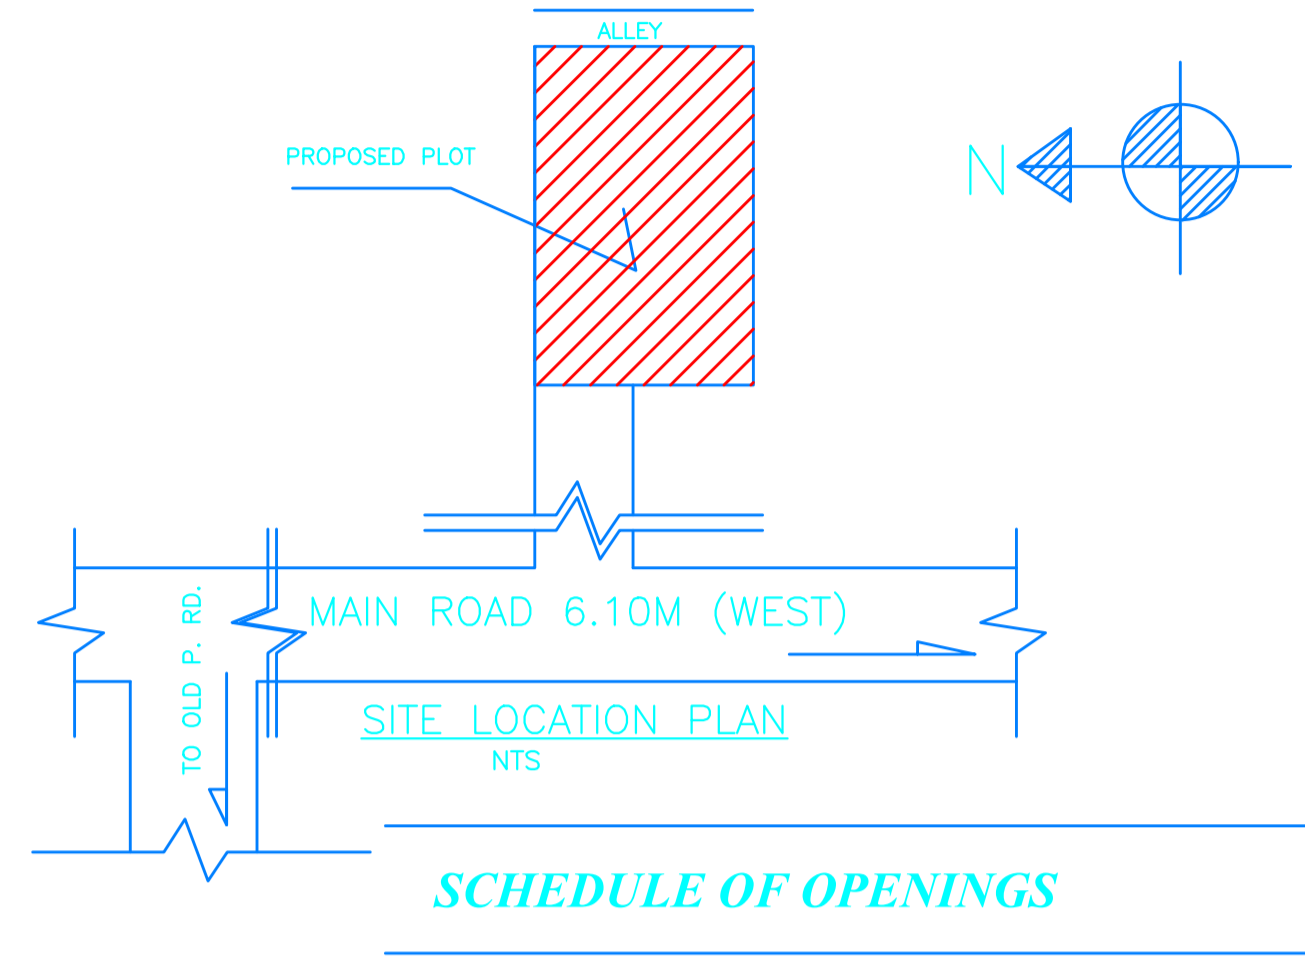 ALLEY
PROPOSED PLOT
N
MAIN ROAD 6.10M (WEST)
TO OLD P. RD.
SITE LOCATION PLAN
NTS
SCHEDULE OF OPENINGS